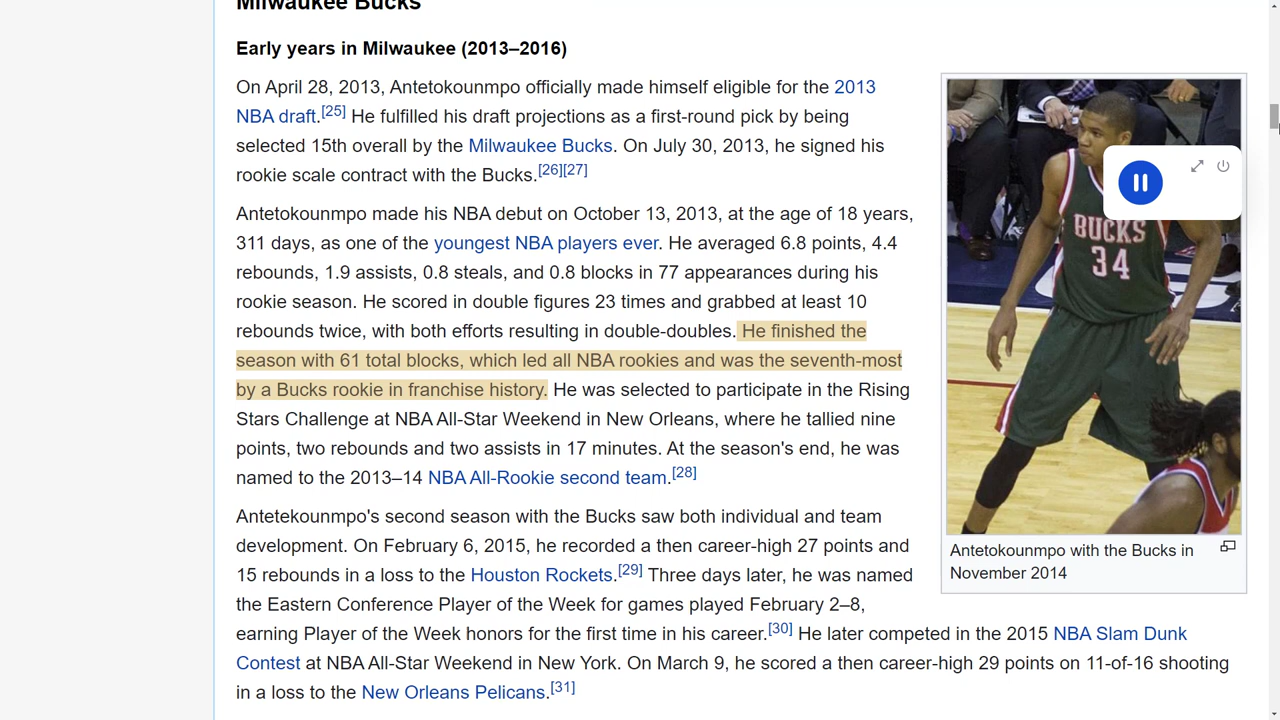 Milwaukee Bucks
Early years in Milwaukee (2013–2016)
On April 28, 2013, Antetokounmpo officially made himself eligible for the 2013
NBA draft.[25] He fulfilled his draft projections as a first-round pick by being
selected 15th overall by the Milwaukee Bucks. On July 30, 2013, he signed his
rookie scale contract with the Bucks.[26][27]
Antetokounmpo made his NBA debut on October 13, 2013, at the age of 18 years,
311 days, as one of the youngest NBA players ever. He averaged 6.8 points, 4.4
rebounds, 1.9 assists, 0.8 steals, and 0.8 blocks in 77 appearances during his
rookie season. He scored in double figures 23 times and grabbed at least 10
rebounds twice, with both efforts resulting in double-doubles. He finished the
season with 61 total blocks, which led all NBA rookies and was the seventh-most
by a Bucks rookie in franchise history. He was selected to participate in the Rising
Stars Challenge at NBA All-Star Weekend in New Orleans, where he tallied nine
points, two rebounds and two assists in 17 minutes. At the season's end, he was
named to the 2013–14 NBA All-Rookie second team.[28]
Antetekounmpo's second season with the Bucks saw both individual and team
development. On February 6, 2015, he recorded a then career-high 27 points and
15 rebounds in a loss to the Houston Rockets.[29] Three days later, he was named
the Eastern Conference Player of the Week for games played February 2–8,
earning Player of the Week honors for the first time in his career.[30] He later competed in the 2015 NBA Slam Dunk
Contest at NBA All-Star Weekend in New York. On March 9, he scored a then career-high 29 points on 11-of-16 shooting
in a loss to the New Orleans Pelicans.[31]
BUCKS
34
Antetokounmpo with the Bucks in
November 2014